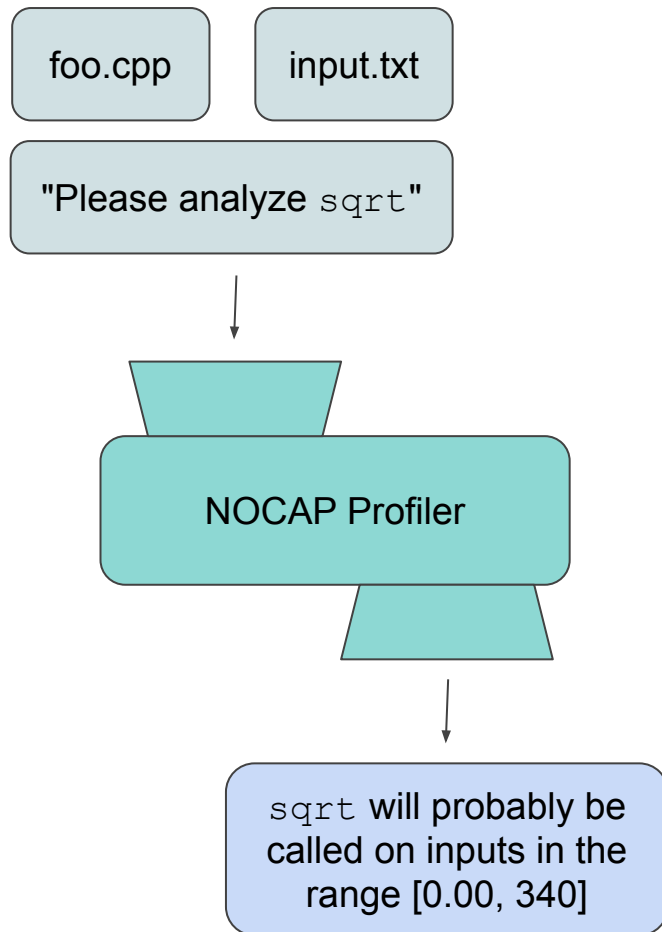 foo.cpp
input.txt
"Please analyze sqrt"
NOCAP Profiler
sqrt will probably be
called on inputs in the
range [0.00, 340]